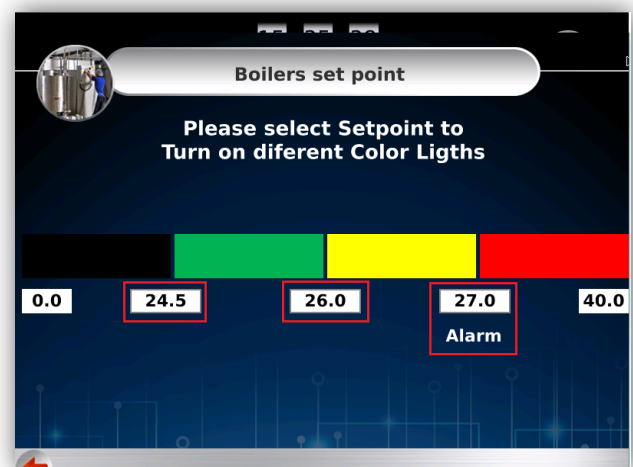 Boilers set point
Please select Setpoint to
Turn on diferent Color Ligths
0.0 24.5 26.0 27.0 40.0
Alarm